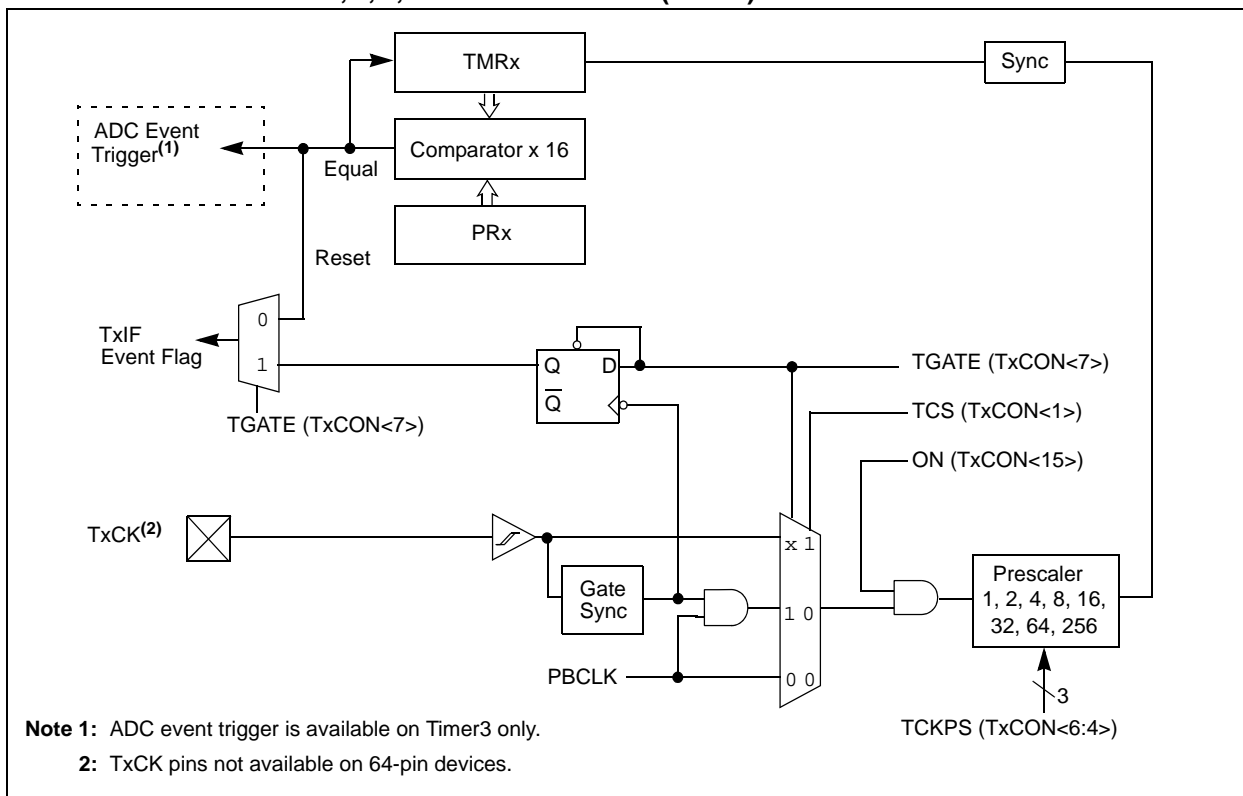 TMRx
Sync
ADC Event
Trigger(1)
Equal
Comparator x 16
PRx
Reset
0
TxIF
Event Flag
1
Q D
Q
TGATE (TxCON<7>)
TGATE (TxCON<7>)
TCS (TxCON<1>)
ON (TxCON<15>)
TxCK(2)
x 1
Gate
Sync
1 0
Prescaler
1, 2, 4, 8, 16,
32, 64, 256
PBCLK
0 0
3
TCKPS (TxCON<6:4>)
Note 1: ADC event trigger is available on Timer3 only.
2: TxCK pins not available on 64-pin devices.